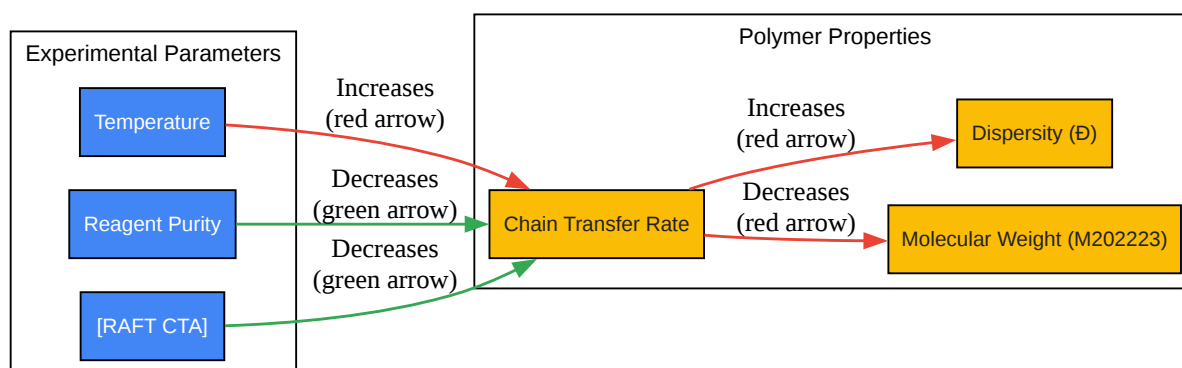 Experimental Parameters
Temperature
Reagent Purity
[RAFT CTA]
Increases
(red arrow)
Decreases
(green arrow)
Decreases
(green arrow)
Polymer Properties
Chain Transfer Rate
Increases
(red arrow)
Decreases
(red arrow)
Dispersity (Đ)
Molecular Weight (M202223)